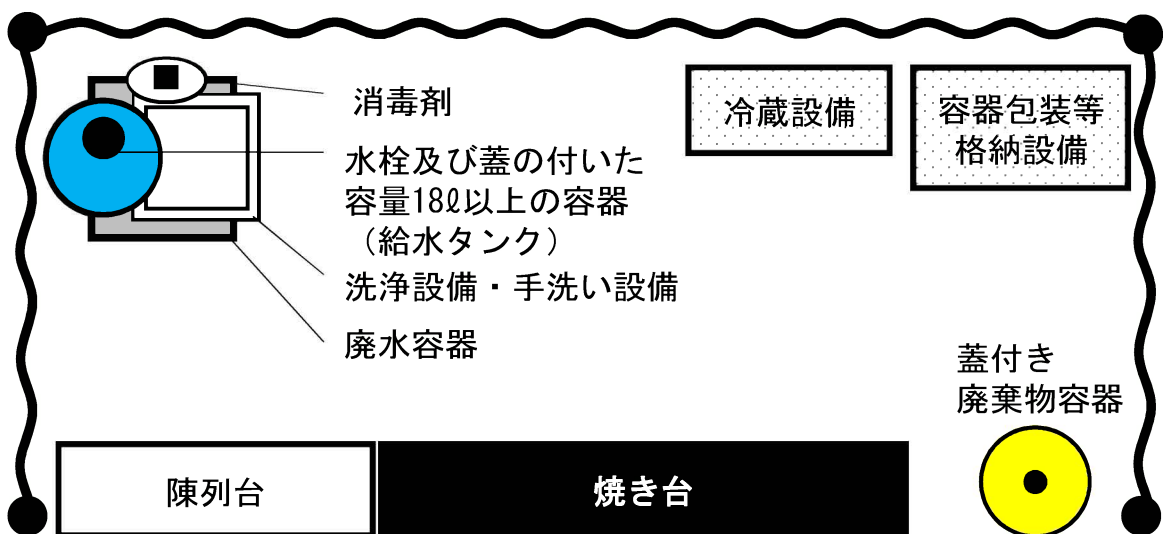 消毒剤
水栓及び蓋の付いた
容量18ℓ以上の容器
（給水タンク）
洗浄設備・手洗い設備
廃水容器
冷蔵設備
容器包装等
格納設備
蓋付き
廃棄物容器
陳列台
焼き台